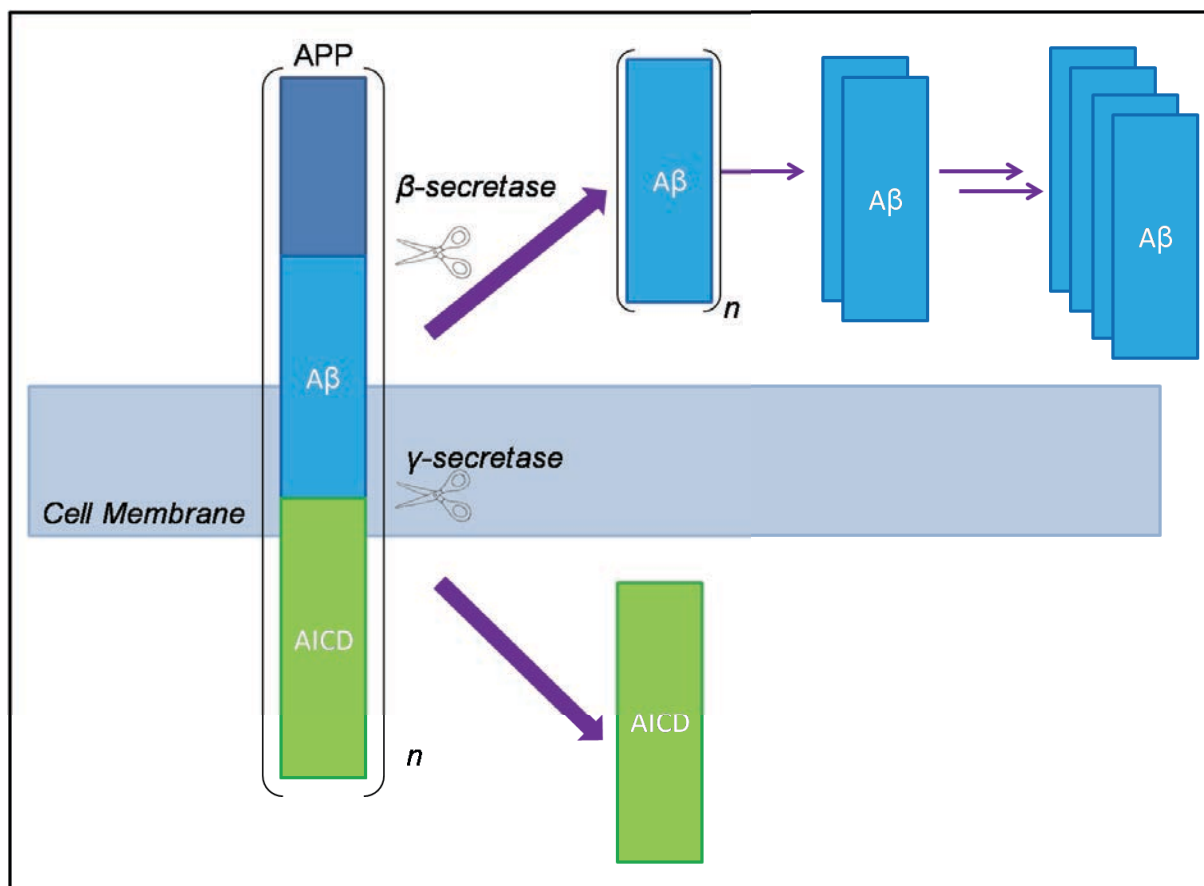 APP
β-secretase
Aβ
n
Aβ
Aβ
Aβ
γ-secretase
Cell Membrane
AICD
n
AICD